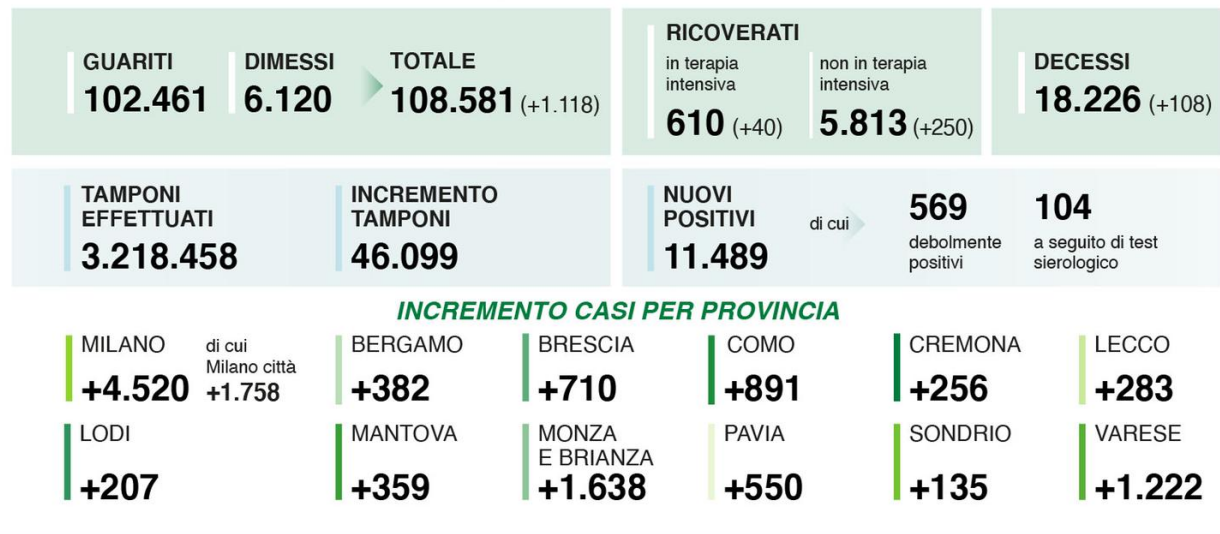 GUARITI
102.461
DIMESSI
6.120
TOTALE
108.581 (+1.118)
RICOVERATI
in terapia
intensiva
610 (+40)
non in terapia
intensiva
5.813 (+250)
DECESSI
18.226 (+108)
TAMPONI
EFFETTUATI
3.218.458
INCREMENTO
TAMPONI
46.099
NUOVI
POSITIVI
11.489
di cui
569
debolmente
positivi
104
a seguito di test
sierologico
INCREMENTO CASI PER PROVINCIA
MILANO
+4.520
di cui
Milano città
+1.758
BERGAMO
+382
BRESCIA
+710
COMO
+891
CREMONA
+256
LECCO
+283
LODI
+207
MANTOVA
+359
MONZA
E BRIANZA
+1.638
PAVIA
+550
SONDRIO
+135
VARESE
+1.222